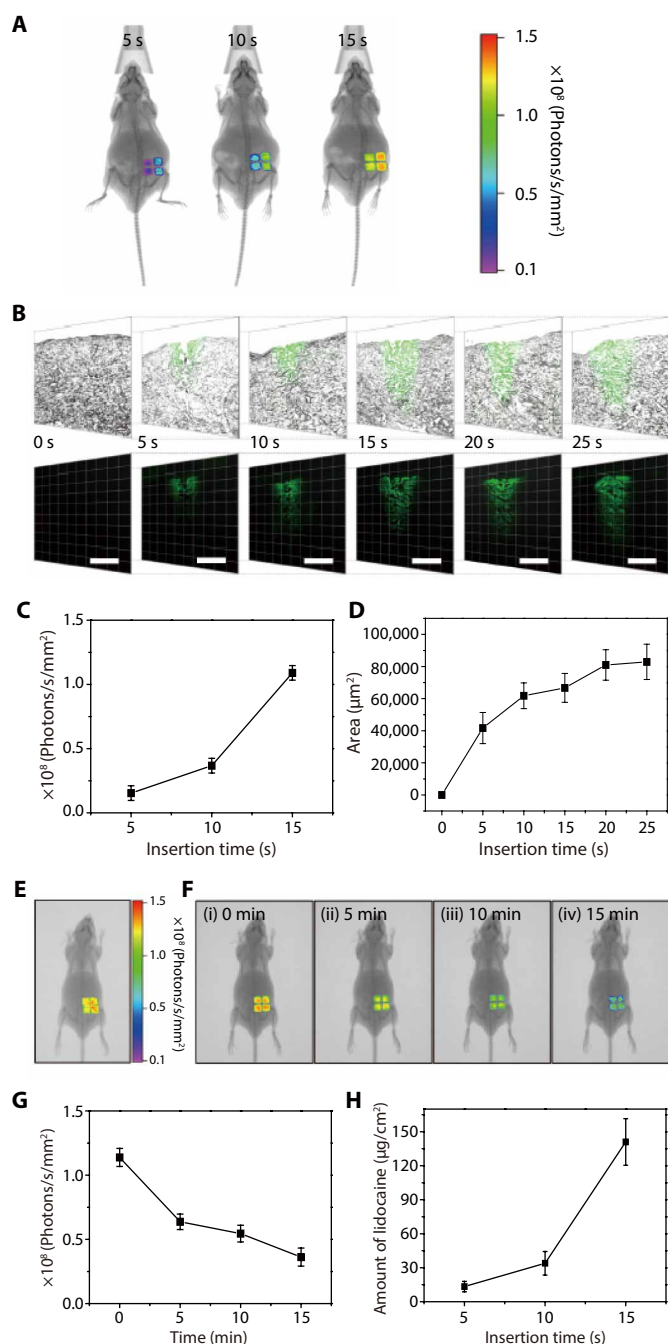 A
5 s 10 s 15 s
1.5
1.0
0.5
0.1
×10⁸ (Photons/s/mm²)
B
0 s 5 s 10 s 15 s 20 s 25 s
C
1.5
1.0
0.5
0.0
×10⁸ (Photons/s/mm²)
5 10 15
Insertion time (s)
D
100,000
80,000
60,000
40,000
20,000
0
Area (µm²)
0 5 10 15 20 25
Insertion time (s)
E
1.5
1.0
0.5
0.1
×10⁸ (Photons/s/mm²)
F
(i) 0 min (ii) 5 min (iii) 10 min (iv) 15 min
G
1.5
1.0
0.5
0.0
×10⁸ (Photons/s/mm²)
0 5 10 15
Time (min)
H
150
120
90
60
30
0
Amount of lidocaine (µg/cm²)
5 10 15
Insertion time (s)